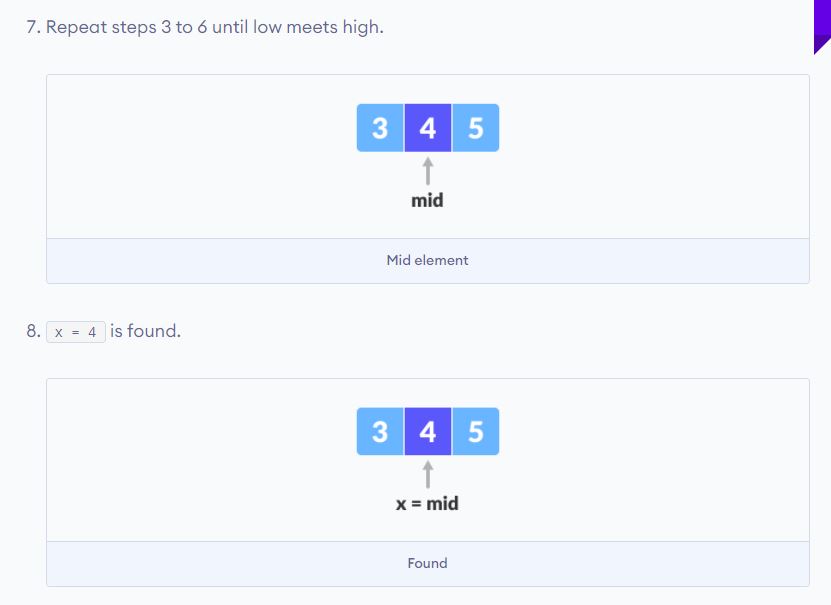 7. Repeat steps 3 to 6 until low meets high.
3 4 5
mid
Mid element
8. x = 4 is found.
3 4 5
x = mid
Found